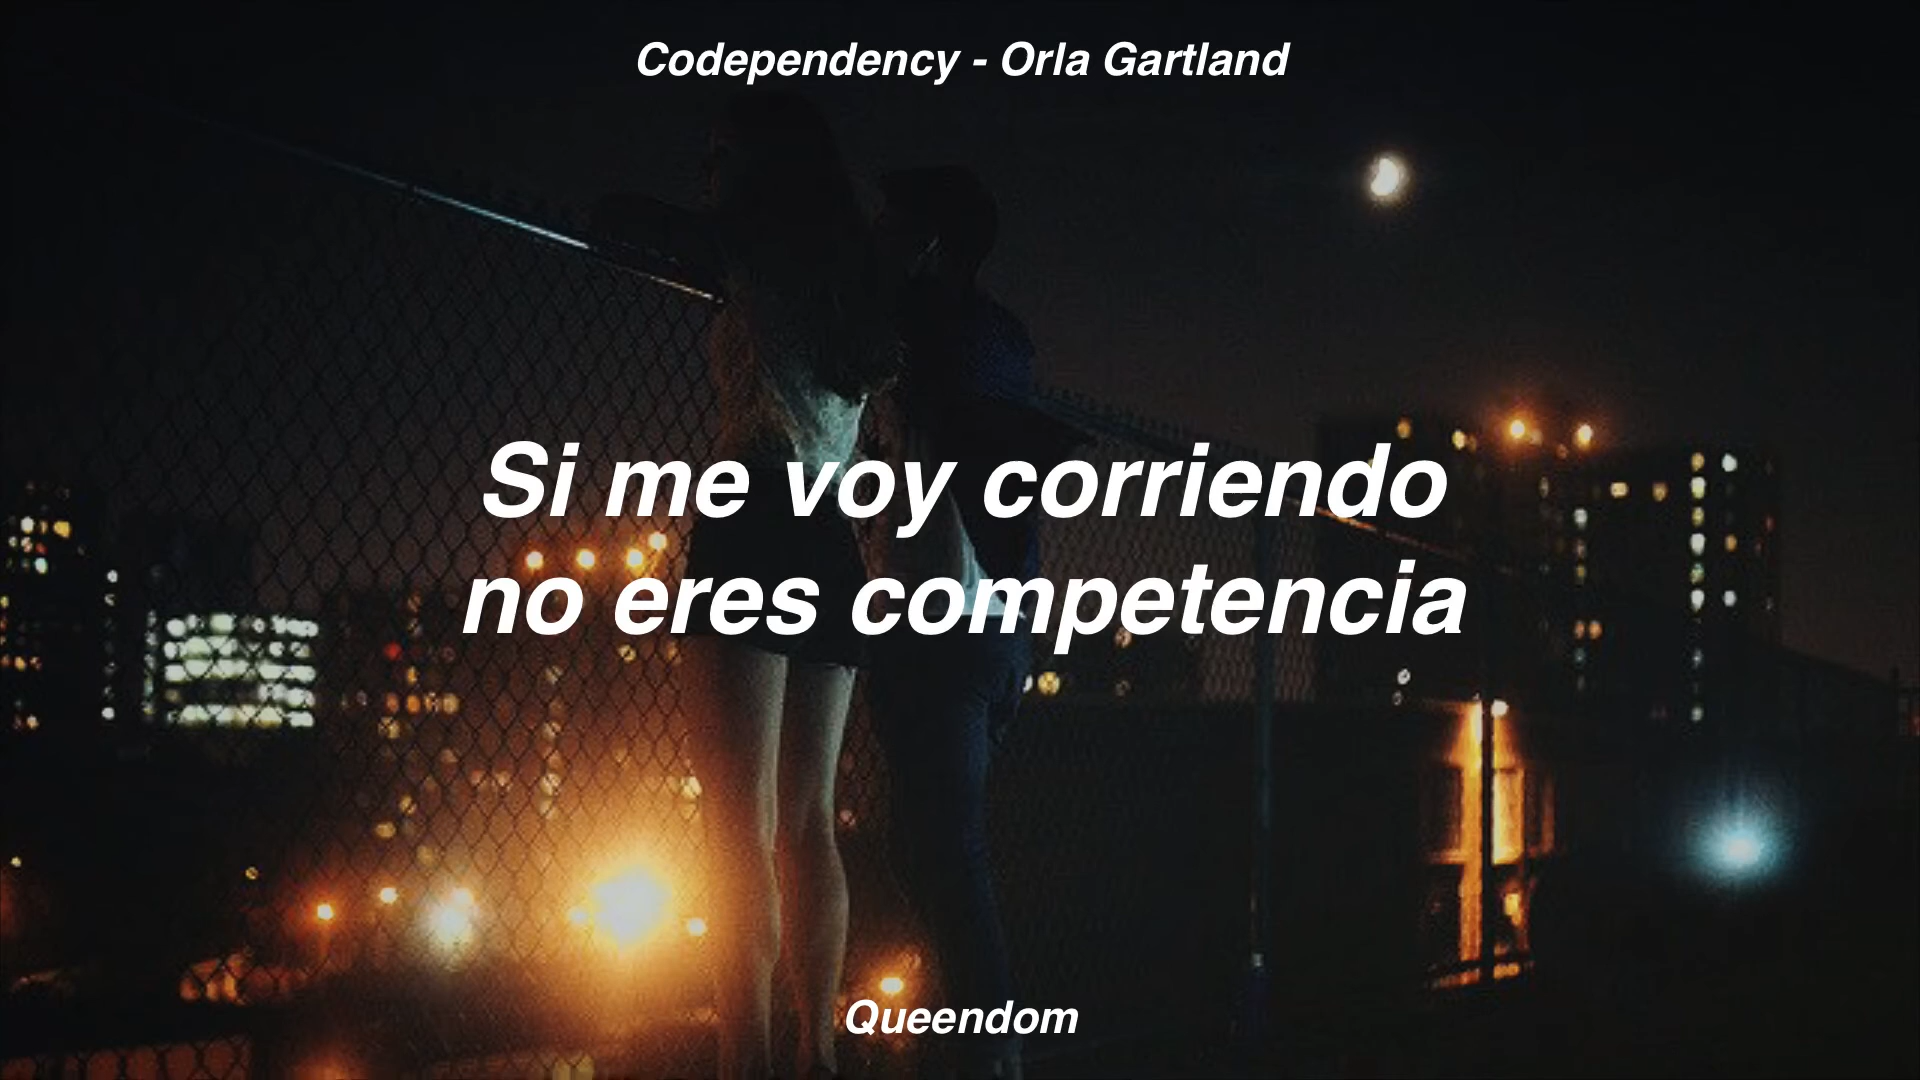 Codependency - Orla Gartland
Si me voy corriendo
no eres competencia
Queendom